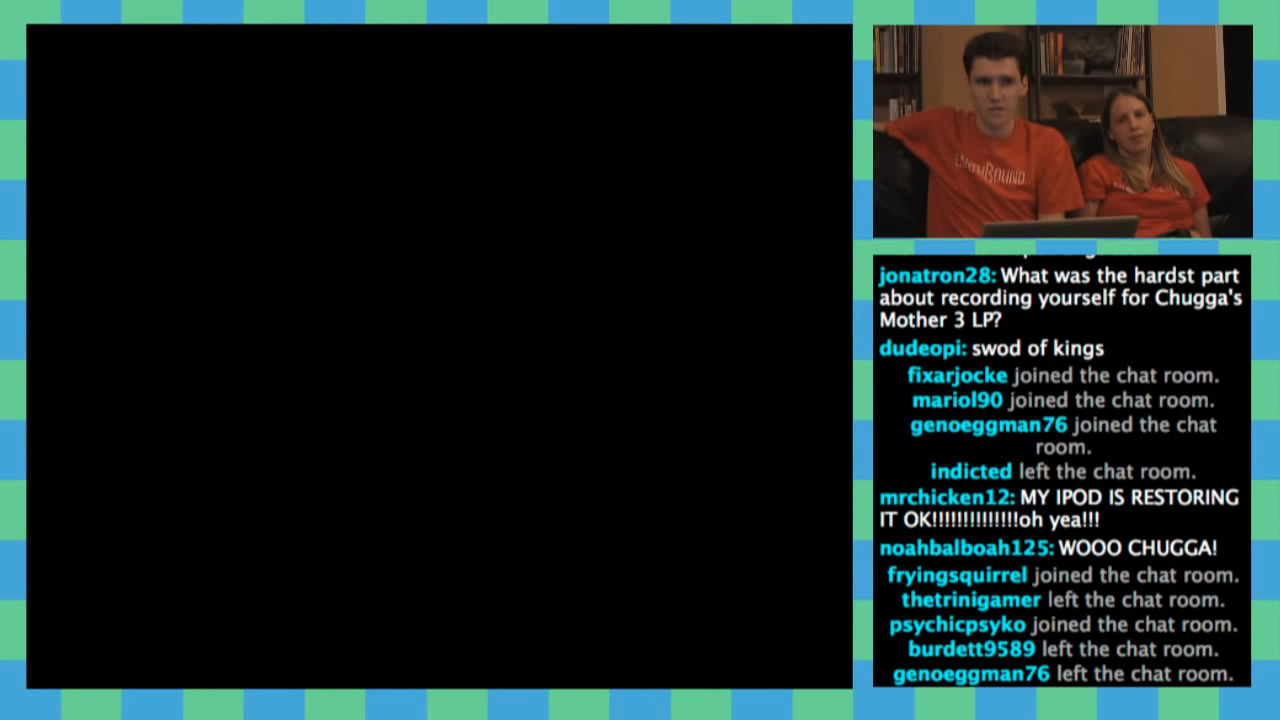 EARTHBOUND
jonatron28: What was the hardst part
about recording yourself for Chugga's
Mother 3 LP?
dudeopi: swod of kings
fixarjocke joined the chat room.
mariol90 joined the chat room.
genoeggman76 joined the chat
room.
indicted left the chat room.
mrchicken12: MY IPOD IS RESTORING
IT OK!!!!!!!!!!!!!!oh yea!!!
noahbalboah125: WOOO CHUGGA!
fryingsquirrel joined the chat room.
thetrinigamer left the chat room.
psychicpsyko joined the chat room.
burdett9589 left the chat room.
genoeggman76 left the chat room.